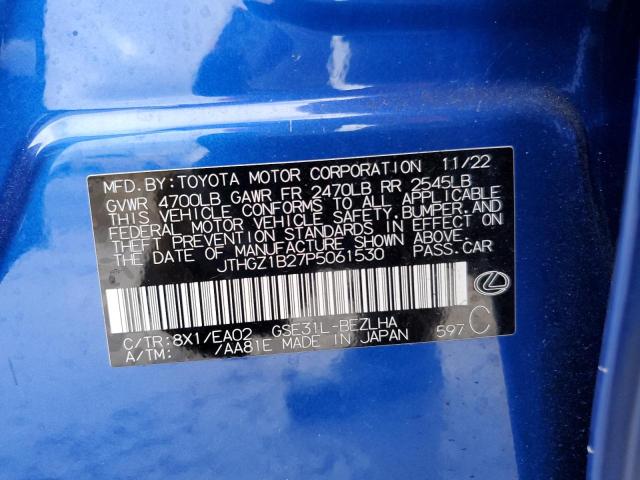 MFD. BY: TOYOTA MOTOR CORPORATION 11/22
GVWR 4700LB GAWR FR 2470LB RR 2545LB
THIS VEHICLE CONFORMS TO ALL APPLICABLE
FEDERAL MOTOR VEHICLE SAFETY, BUMPER, AND
THEFT PREVENTION STANDARDS IN EFFECT ON
THE DATE OF MANUFACTURE SHOWN ABOVE.
JTHGZ1B27P5061530 PASS. CAR
C/TR: 8X1/EA02 GSE31L-BEZLHA
A/TM: /AA81E MADE IN JAPAN 597 C